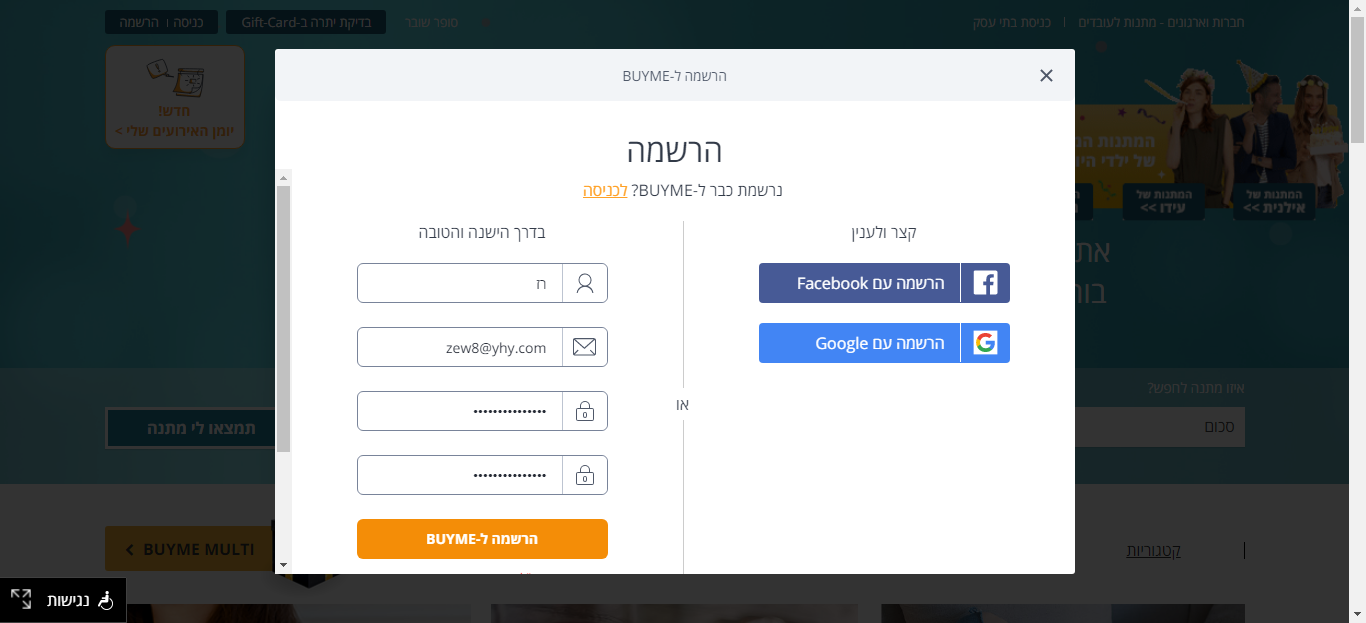 חברות וארגונים - מתנות לעובדים | כניסת בתי עסק
סופר שובר
בדיקת יתרה ב-Gift-Card
כניסה | הרשמה
חדש!
יומן האירועים שלי >
של ילדי
המתנות של
אילנית >>
המתנות של
עידו >>
הרשמה ל-BUYME
הרשמה
נרשמת כבר ל-BUYME? לכניסה
קצר ולענין
הרשמה עם Facebook
הרשמה עם Google
או
בדרך הישנה והטובה
רז
zew8@yhy.com
•••••••••••••••
•••••••••••••••
הרשמה ל-BUYME
איזו מתנה לחפש?
סכום
תמצאו לי מתנה
קטגוריות
BUYME MULTI
נגישות